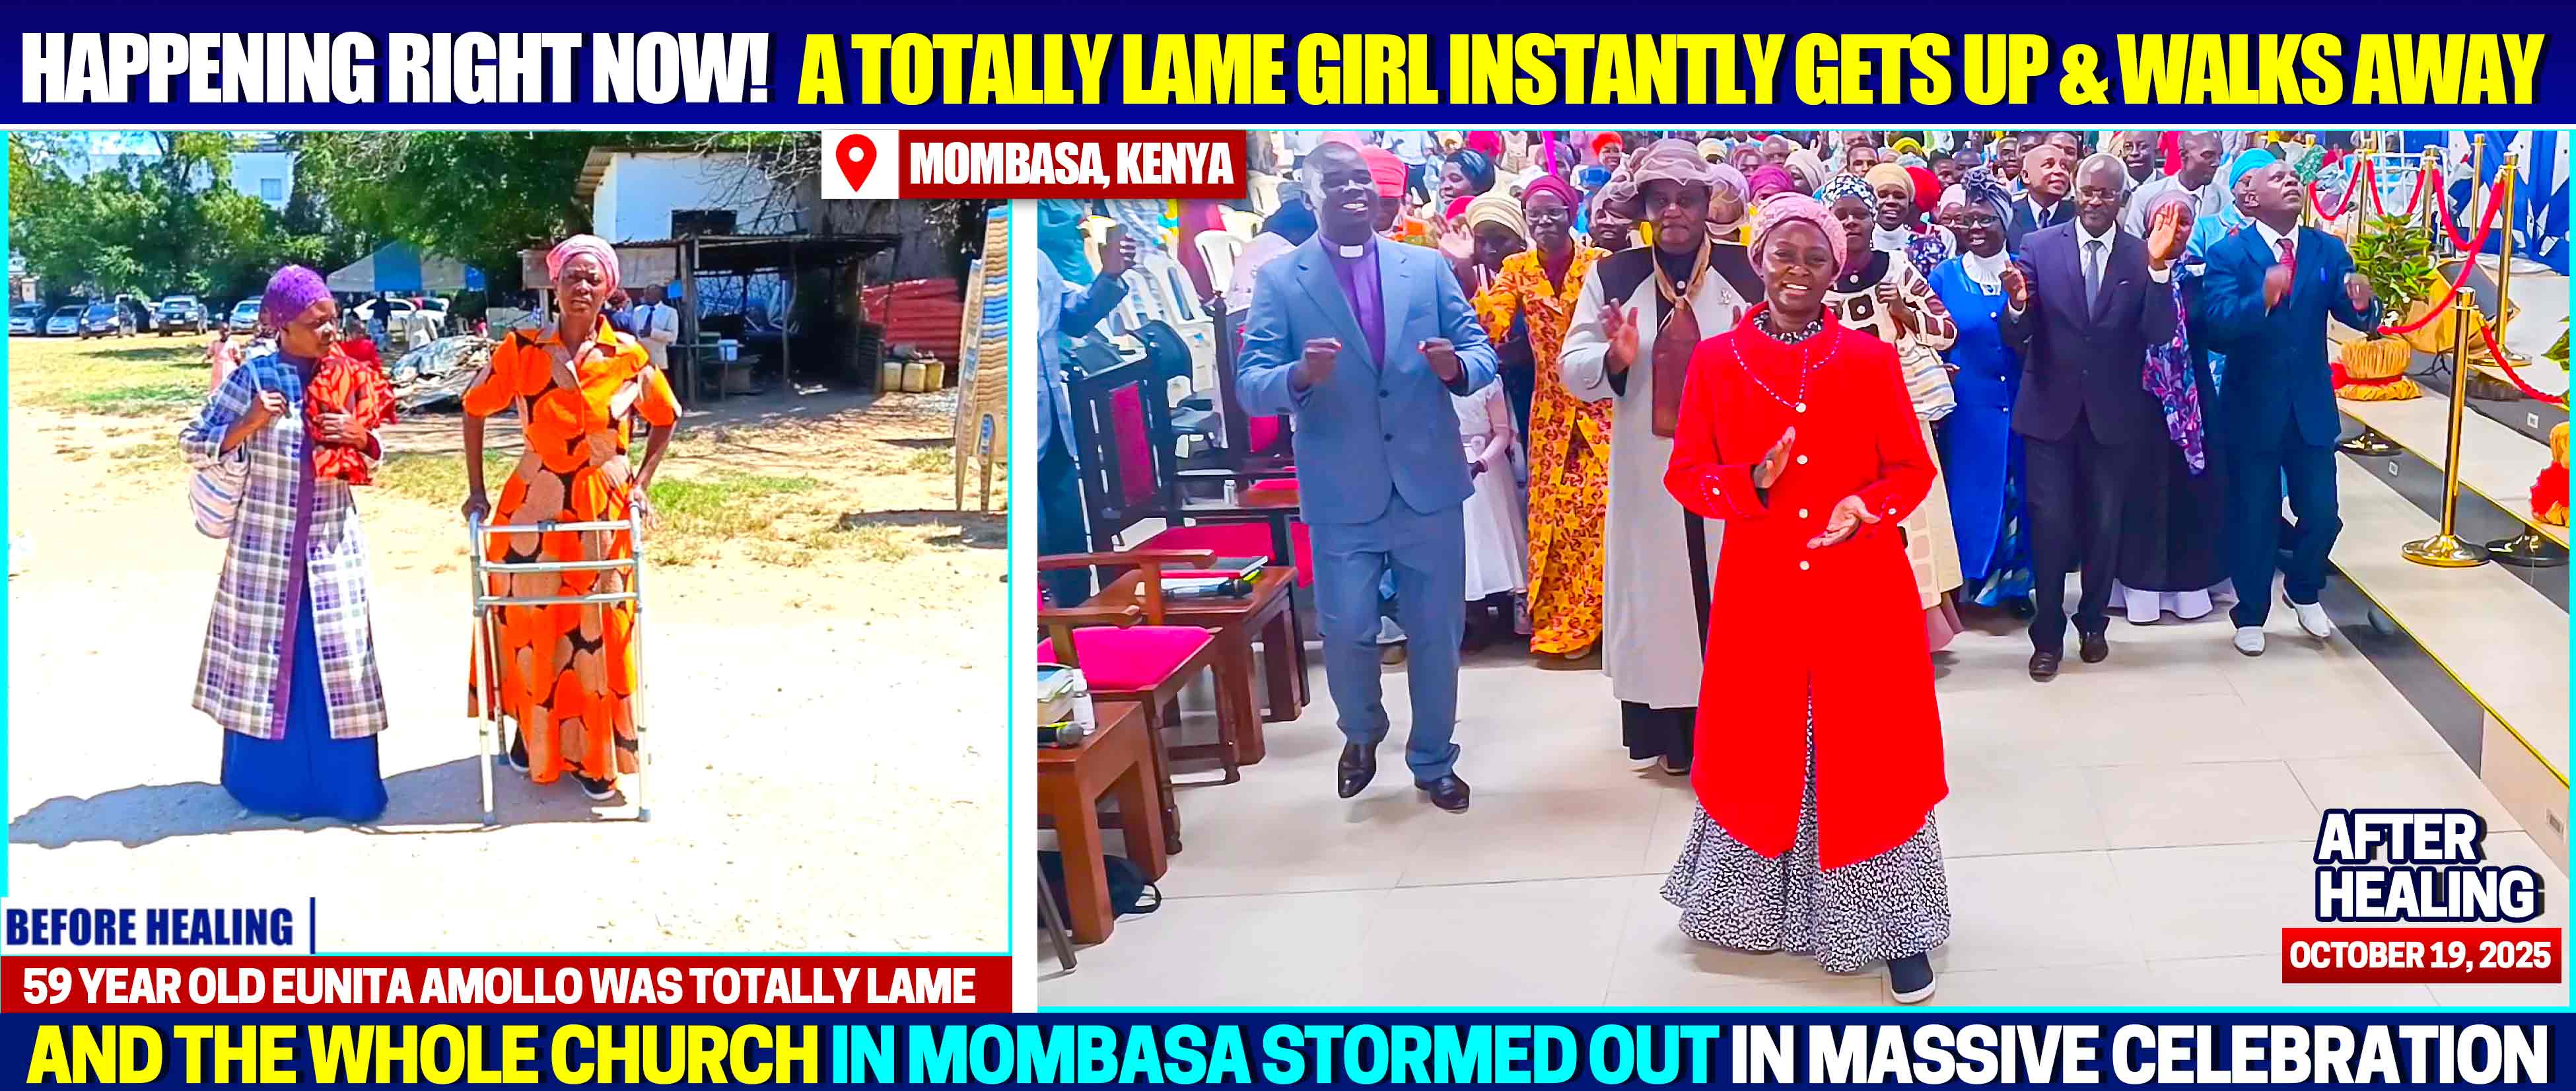 HAPPENING RIGHT NOW! A TOTALLY LAME GIRL INSTANTLY GETS UP & WALKS AWAY
MOMBASA, KENYA
BEFORE HEALING
AFTER
HEALING
OCTOBER 19, 2025
59 YEAR OLD EUNITA AMOLLO WAS TOTALLY LAME
AND THE WHOLE CHURCH IN MOMBASA STORMED OUT IN MASSIVE CELEBRATION